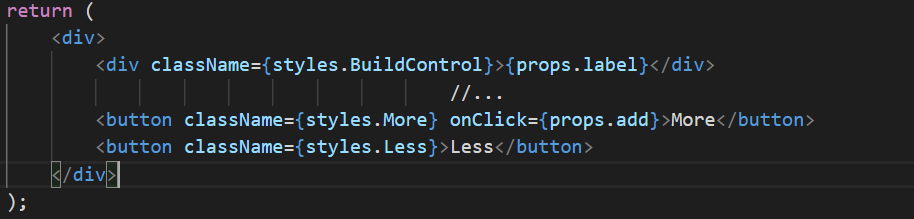 return (
<div>
<div className={styles.BuildControl}>{props.label}</div>
//...
<button className={styles.More} onClick={props.add}>More</button>
<button className={styles.Less}>Less</button>
</div>
);